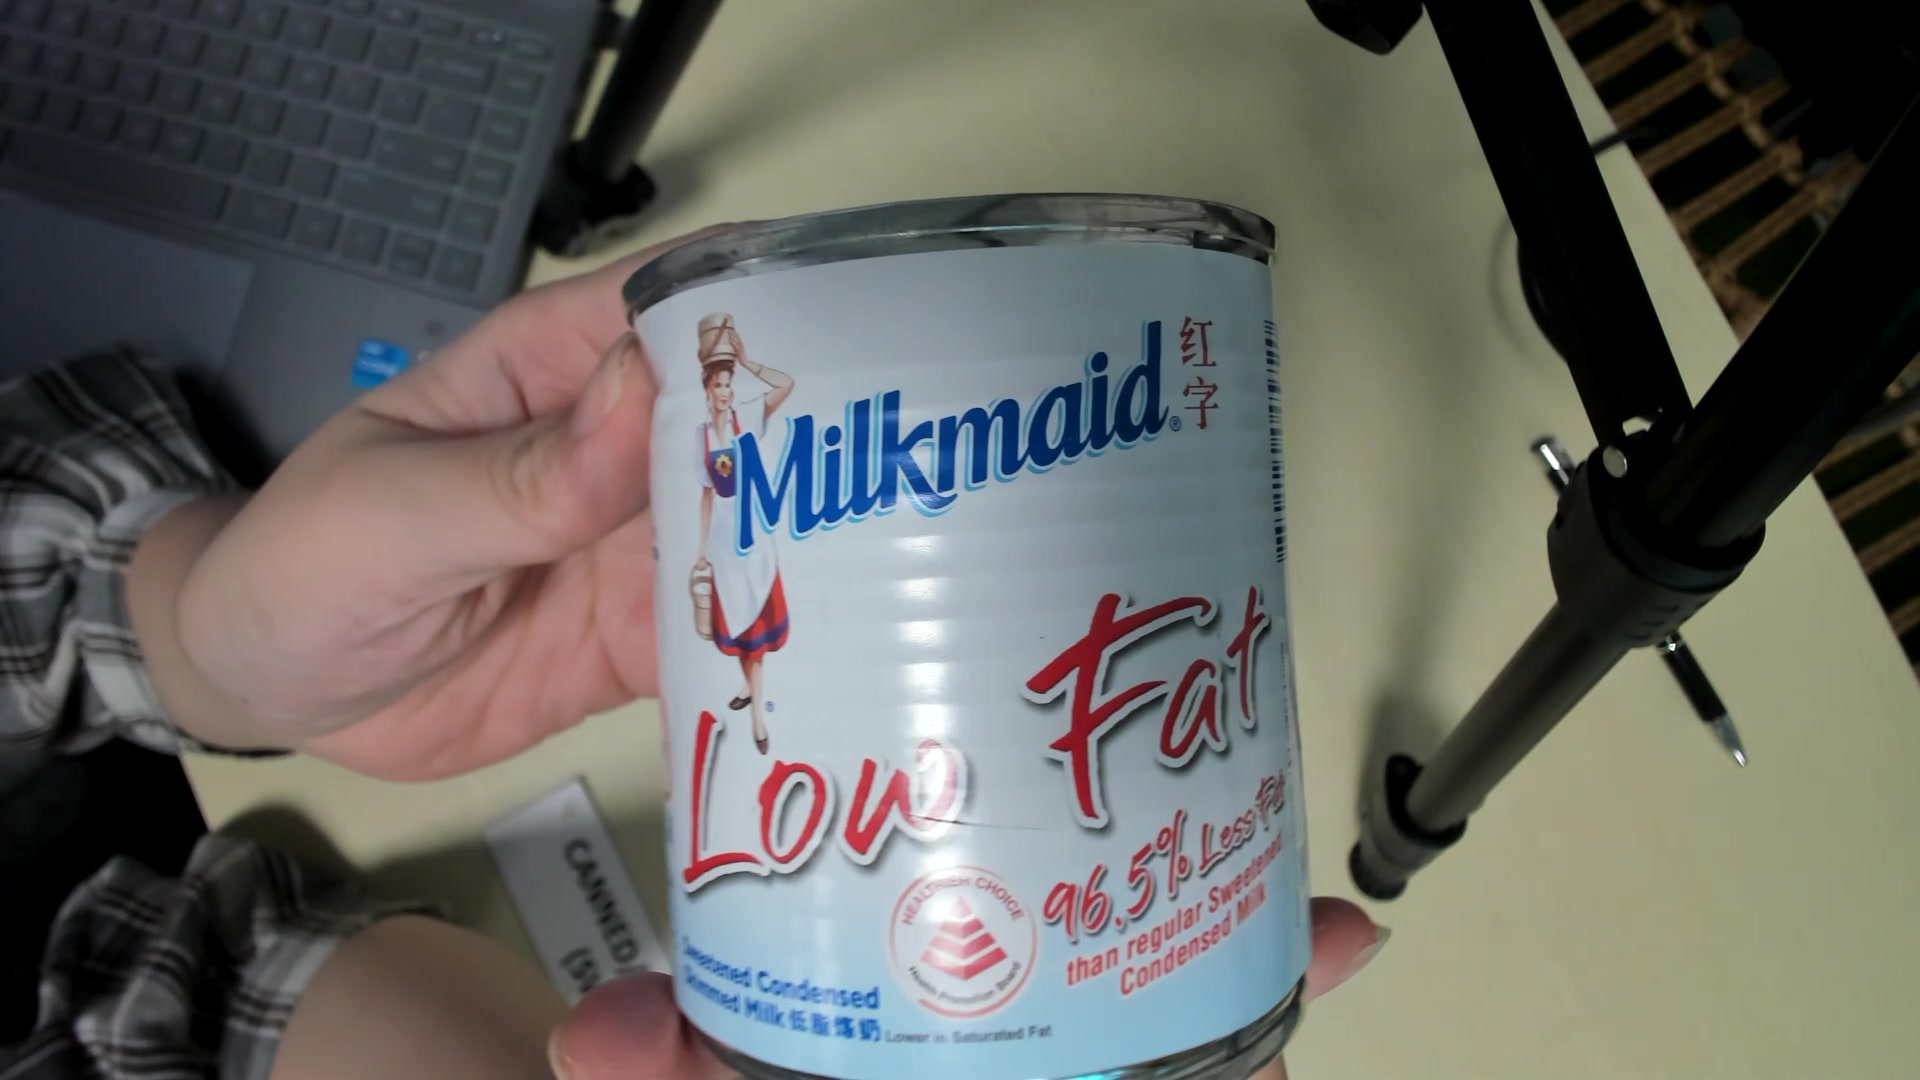 Milkmaid®
红字
Low Fat
96.5% Less Fat
than regular Sweetened
Condensed Milk
HEALTHIER CHOICE
Health Promotion Board
Lower in Saturated Fat
Sweetened Condensed
Skimmed Milk 低脂炼奶
CANNED/